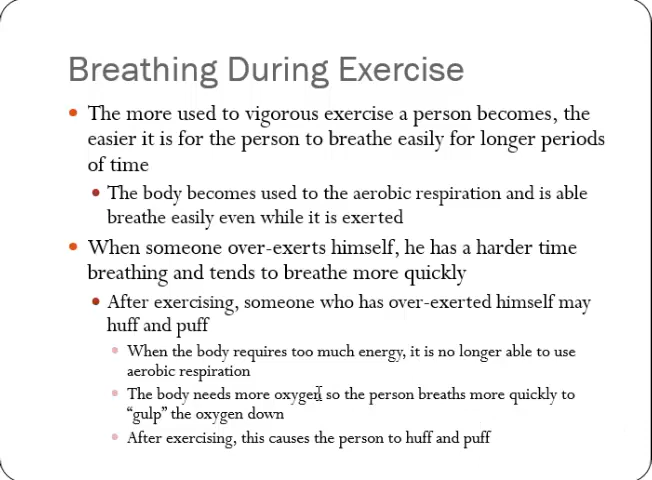 Breathing During Exercise
The more used to vigorous exercise a person becomes, the
easier it is for the person to breathe easily for longer periods
of time
The body becomes used to the aerobic respiration and is able
breathe easily even while it is exerted
When someone over-exerts himself, he has a harder time
breathing and tends to breathe more quickly
After exercising, someone who has over-exerted himself may
huff and puff
When the body requires too much energy, it is no longer able to use
aerobic respiration
The body needs more oxygen so the person breaths more quickly to
“gulp” the oxygen down
After exercising, this causes the person to huff and puff